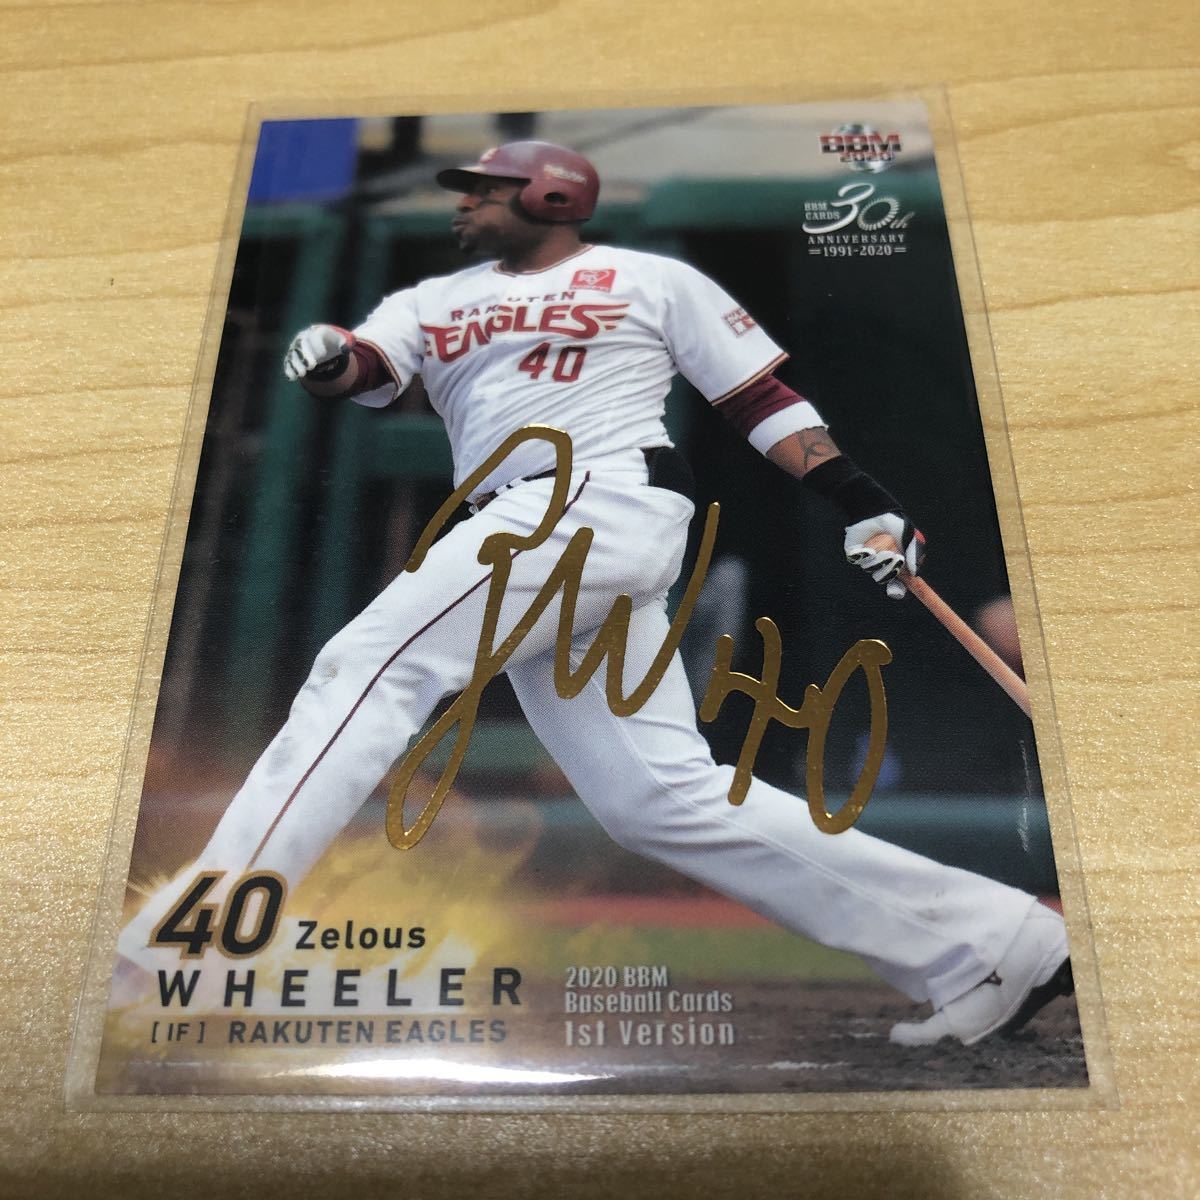 BBM
2020
BBM
CARDS 30th
ANNIVERSARY
1991-2020
RAKUTEN
EAGLES
40
ZW 40
40 Zelous
WHEELER
[IF] RAKUTEN EAGLES
2020 BBM
Baseball Cards
1st Version